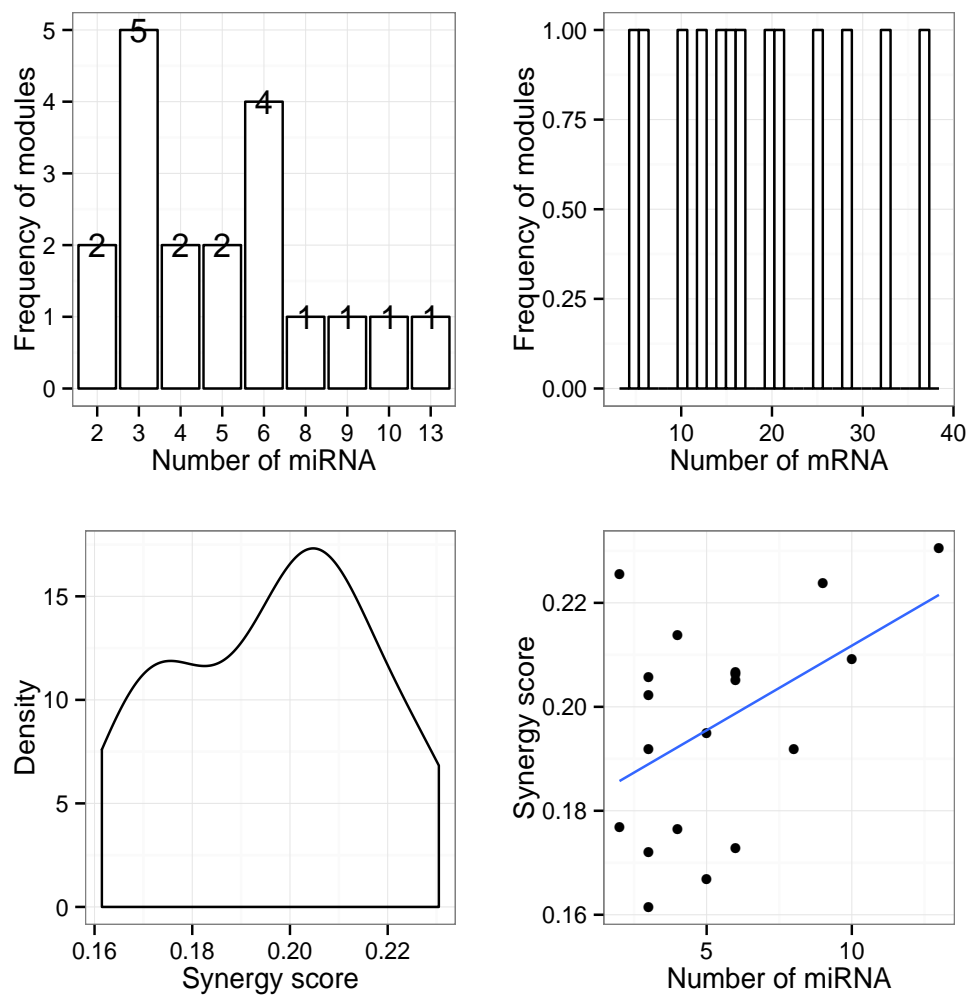 Frequency of modules
5
4
3
2
1
0
2
5
2
2
4
1
1
1
1
2 3 4 5 6 8 9 10 13
Number of miRNA
Frequency of modules
1.00
0.75
0.50
0.25
0.00
10 20 30 40
Number of mRNA
Density
15
10
5
0
0.16 0.18 0.20 0.22
Synergy score
Synergy score
0.22
0.20
0.18
0.16
5 10
Number of miRNA